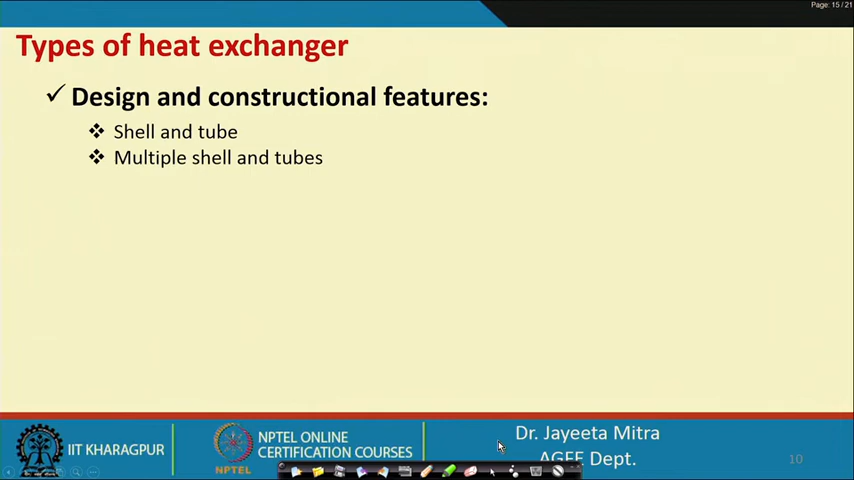 Page: 15 / 21
Types of heat exchanger
✓ Design and constructional features:
❖ Shell and tube
❖ Multiple shell and tubes
IIT KHARAGPUR
NPTEL
NPTEL ONLINE
CERTIFICATION COURSES
Dr. Jayeeta Mitra
AGFE Dept.
10